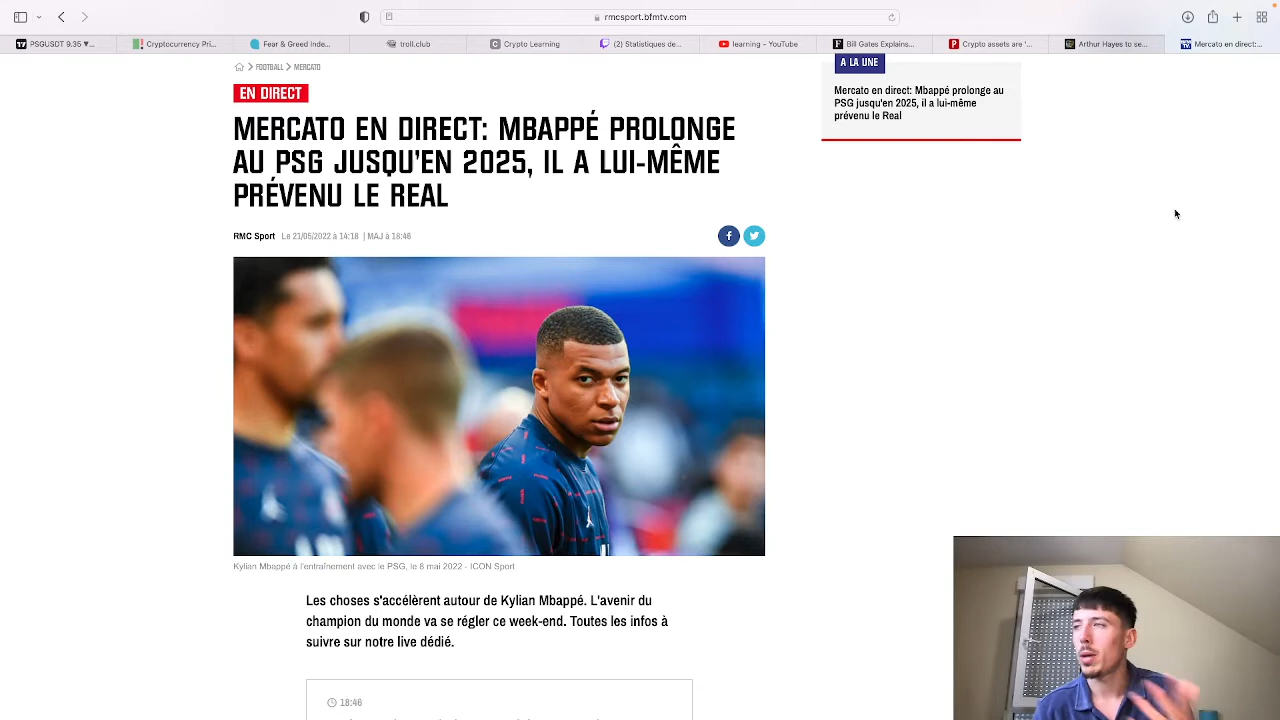 rmcsport.bfmtv.com
PSGUSDT 9.35 ▼...
Cryptocurrency Pri...
Fear & Greed Inde...
troll.club
Crypto Learning
(2) Statistiques de...
learning – YouTube
Bill Gates Explains...
Crypto assets are '...
Arthur Hayes to se...
Mercato en direct:...
FOOTBALL > MERCATO
EN DIRECT
MERCATO EN DIRECT: MBAPPÉ PROLONGE
AU PSG JUSQU'EN 2025, IL A LUI-MÊME
PRÉVENU LE REAL
RMC Sport Le 21/05/2022 à 14:18 | MAJ à 18:46
Kylian Mbappé à l'entraînement avec le PSG, le 8 mai 2022 - ICON Sport
Les choses s'accélèrent autour de Kylian Mbappé. L'avenir du
champion du monde va se régler ce week-end. Toutes les infos à
suivre sur notre live dédié.
18:46
A LA UNE
Mercato en direct: Mbappé prolonge au
PSG jusqu'en 2025, il a lui-même
prévenu le Real